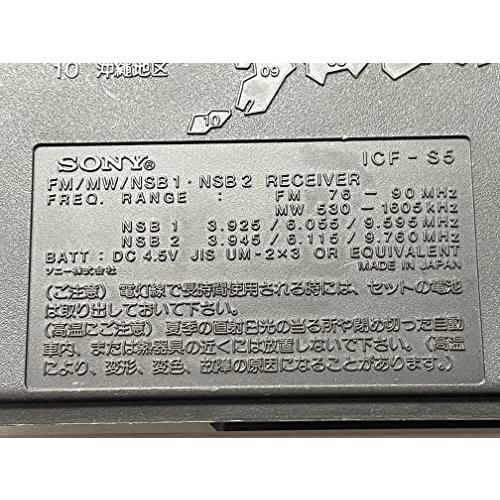 10 沖縄地区
09
10
SONY® ICF-S5
FM/MW/NSB1・NSB2 RECEIVER
FREQ. RANGE : FM 76 - 90MHz
MW 530 - 1605kHz
NSB 1 3.925 / 6.055 / 9.595MHz
NSB 2 3.945 / 6.115 / 9.760MHz
BATT : DC 4.5V JIS UM-2×3 OR EQUIVALENT
ソニー株式会社 MADE IN JAPAN
(ご注意) 電灯線で長時間使用される時には、セットの電池
は取り出しておいて下さい。
(高温にご注意) 夏季の直射日光の当る所や閉め切った自動
車内、または熱器具の近くには放置しないで下さい。(高温
により、変形、変色、故障の原因になることがあります。)